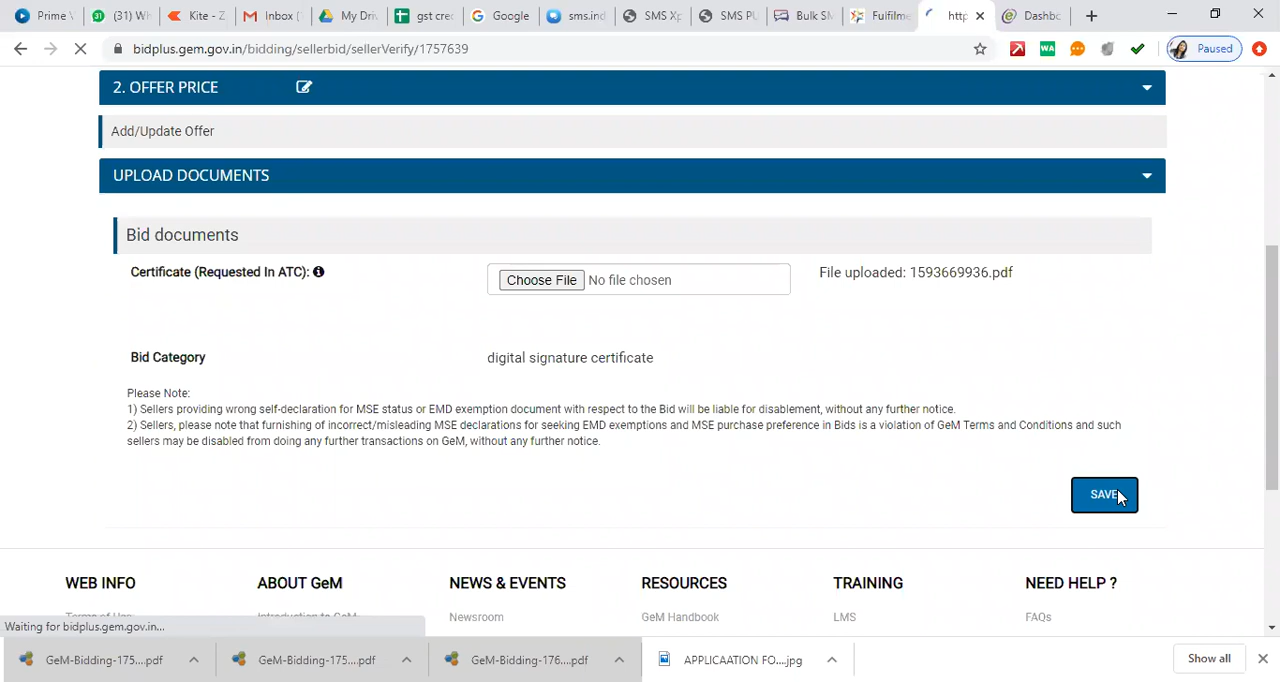 Prime V
(31) Wh
Kite - Z
Inbox (
My Driv
gst cred
Google
sms.ind
SMS Xp
SMS PU
Bulk SM
Fulfilme
http
Dashbo
bidplus.gem.gov.in/bidding/sellerbid/sellerVerify/1757639
WA
Paused
2. OFFER PRICE
Add/Update Offer
UPLOAD DOCUMENTS
Bid documents
Certificate (Requested In ATC):
Choose File No file chosen
File uploaded: 1593669936.pdf
Bid Category
digital signature certificate
Please Note:
1) Sellers providing wrong self-declaration for MSE status or EMD exemption document with respect to the Bid will be liable for disablement, without any further notice.
2) Sellers, please note that furnishing of incorrect/misleading MSE declarations for seeking EMD exemptions and MSE purchase preference in Bids is a violation of GeM Terms and Conditions and such
sellers may be disabled from doing any further transactions on GeM, without any further notice.
SAVE
WEB INFO
ABOUT GeM
NEWS & EVENTS
RESOURCES
TRAINING
NEED HELP ?
Terms of Use
Introduction to GeM
Newsroom
GeM Handbook
LMS
FAQs
Waiting for bidplus.gem.gov.in...
GeM-Bidding-175....pdf
GeM-Bidding-175....pdf
GeM-Bidding-176....pdf
APPLICAATION FO....jpg
Show all